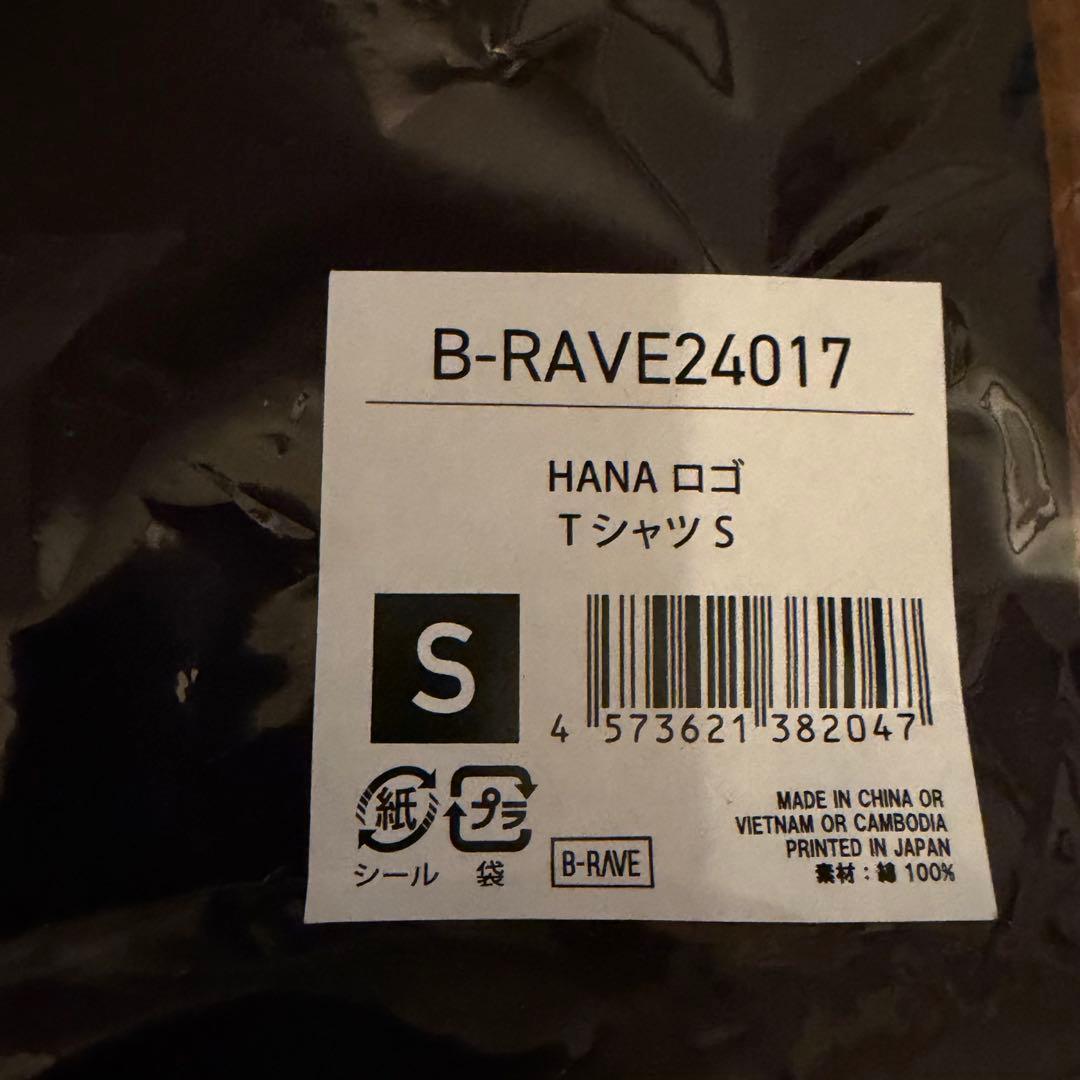 B-RAVE24017
HANA ロゴ
Tシャツ S
S
4 573621 382047
紙
プラ
シール 袋
B-RAVE
MADE IN CHINA OR
VIETNAM OR CAMBODIA
PRINTED IN JAPAN
素材：綿 100%